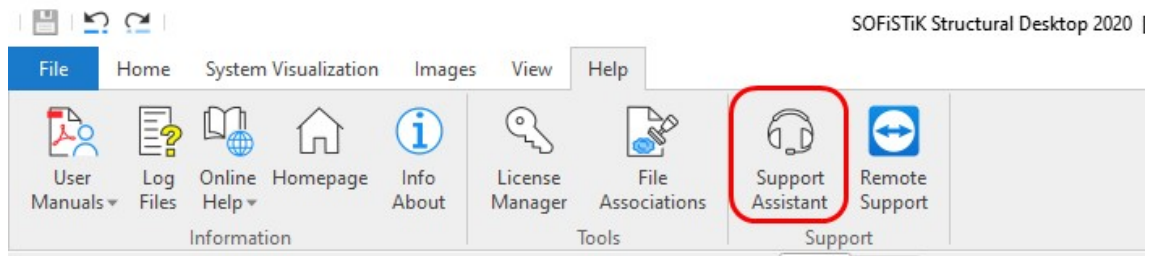 SOFiSTiK Structural Desktop 2020 |
File Home System Visualization Images View Help
User Manuals
Log Files
Online Help
Homepage
Info About
License Manager
File Associations
Support Assistant
Remote Support
Information Tools Support